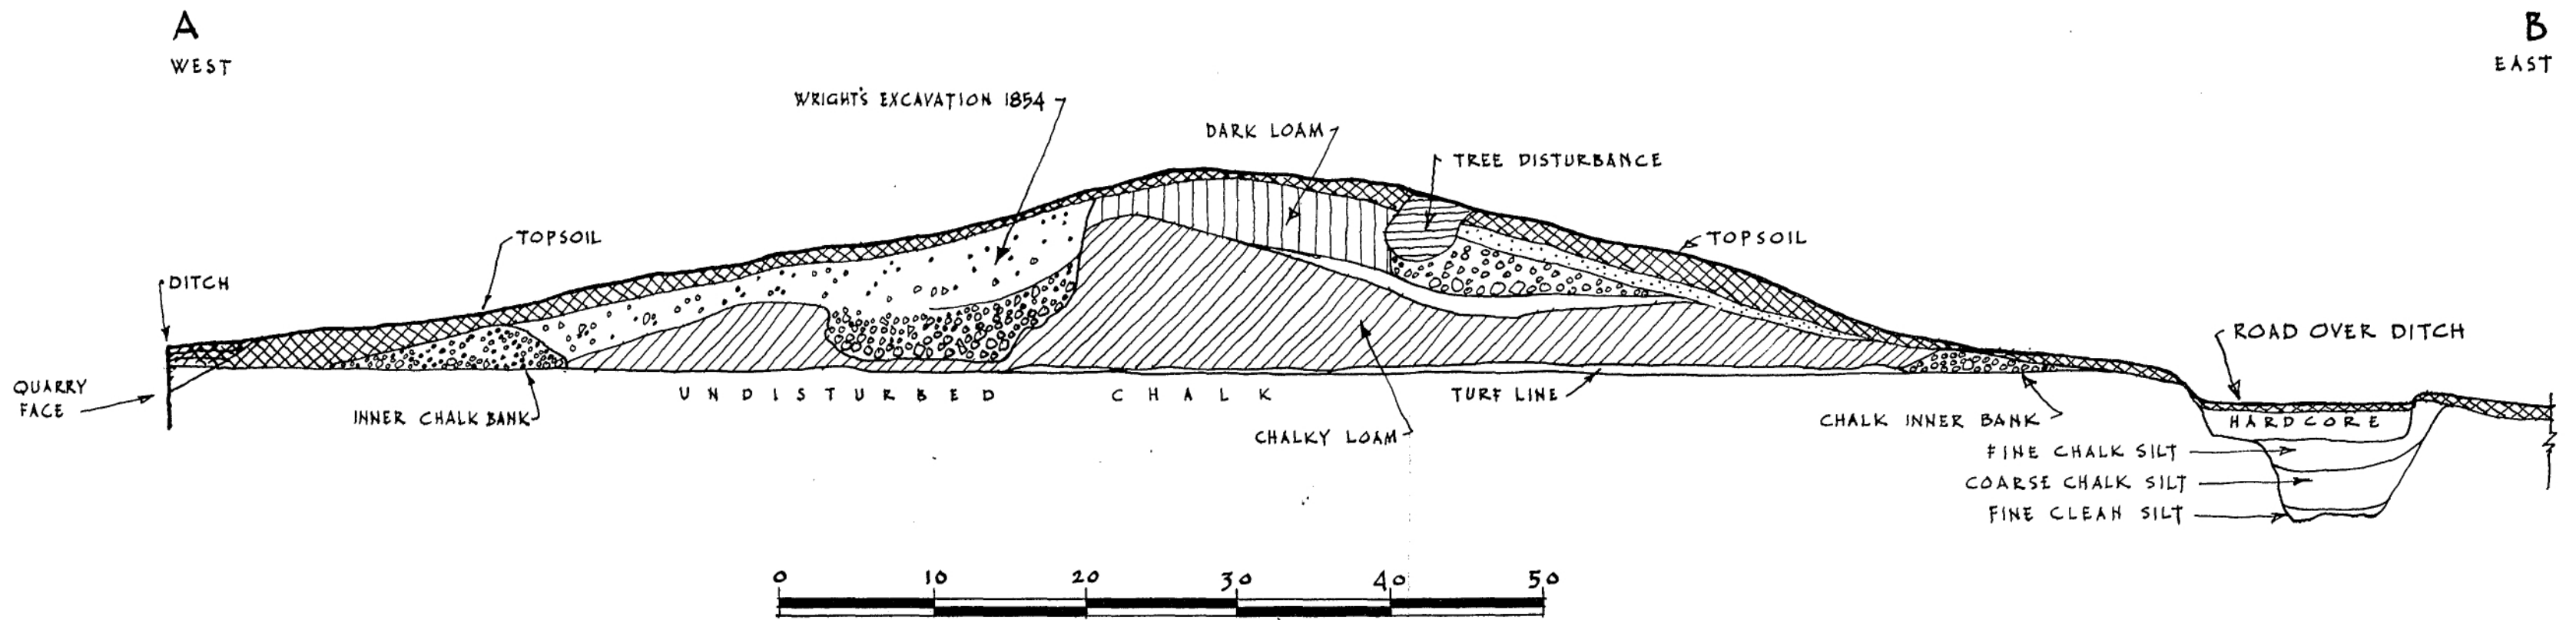 A
WEST
B
EAST
WRIGHT'S EXCAVATION 1854
DARK LOAM
TREE DISTURBANCE
TOPSOIL
TOPSOIL
DITCH
ROAD OVER DITCH
QUARRY
FACE
INNER CHALK BANK
UNDISTURBED CHALK
TURF LINE
CHALKY LOAM
CHALK INNER BANK
HARDCORE
FINE CHALK SILT
COARSE CHALK SILT
FINE CLEAN SILT
0 10 20 30 40 50